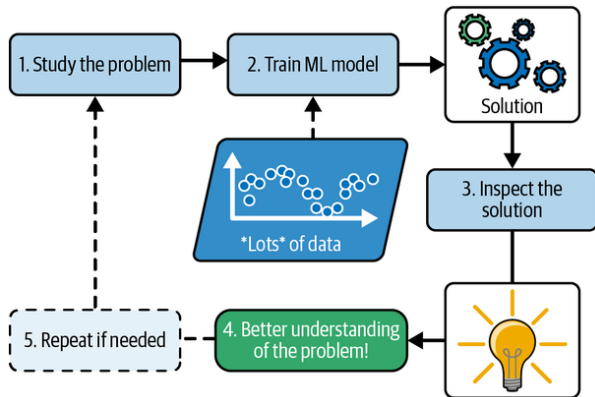 1. Study the problem
2. Train ML model
Solution
*Lots* of data
3. Inspect the
solution
4. Better understanding
of the problem!
5. Repeat if needed